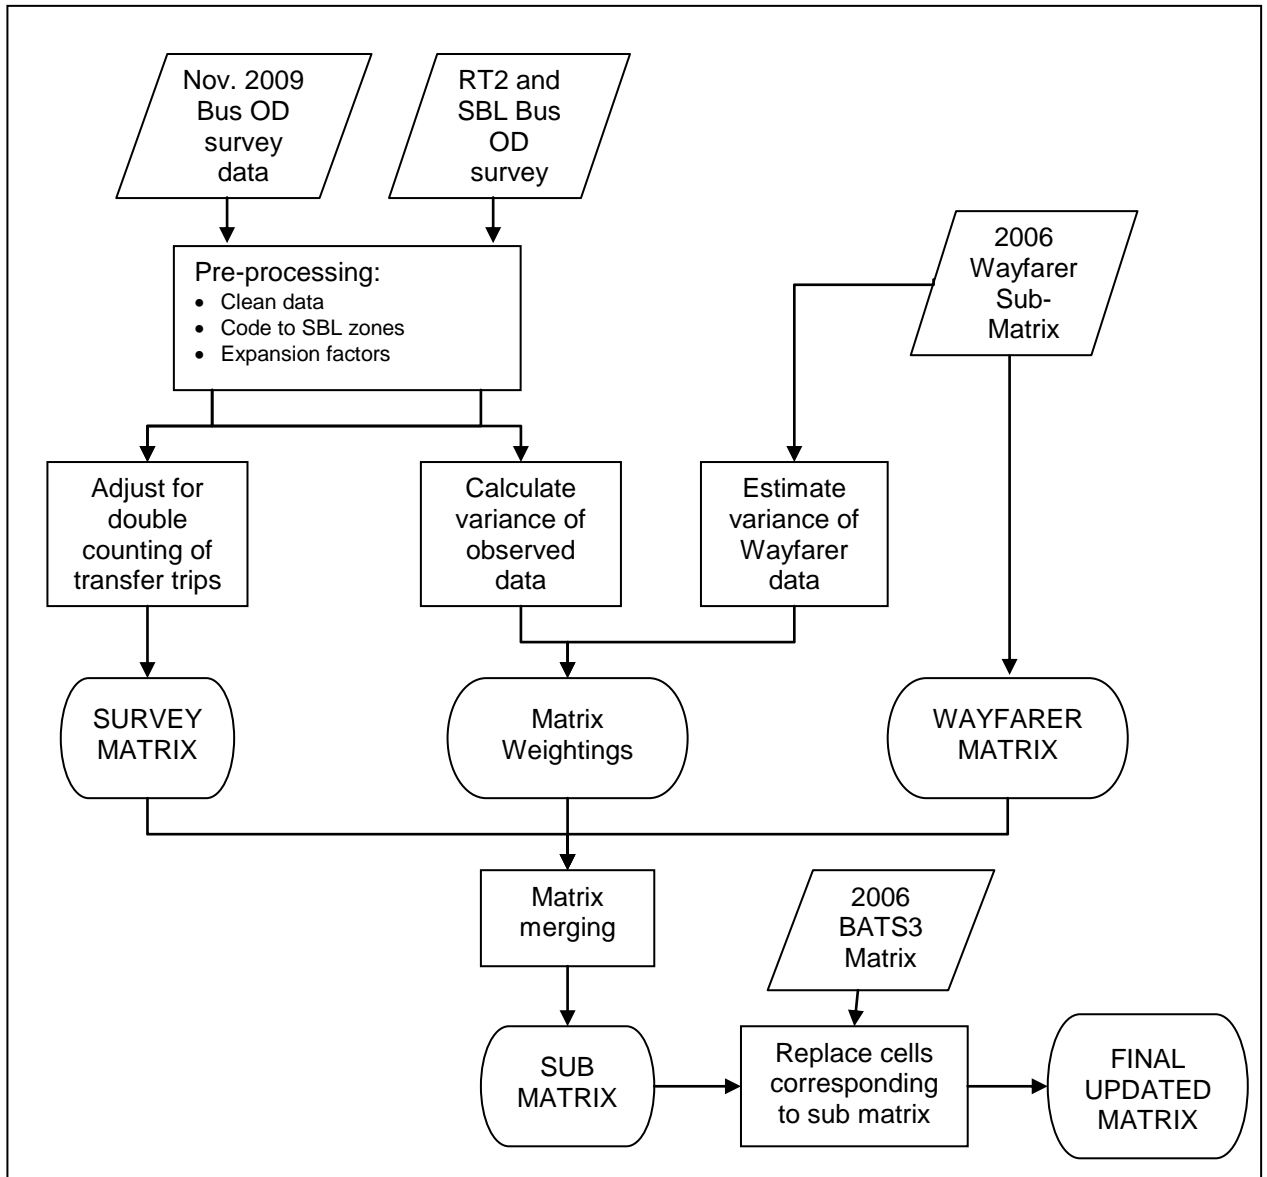 Nov. 2009
Bus OD
survey
data
RT2 and
SBL Bus
OD
survey
2006
Wayfarer
Sub-
Matrix
Pre-processing:
• Clean data
• Code to SBL zones
• Expansion factors
Adjust for
double
counting of
transfer trips
Calculate
variance of
observed
data
Estimate
variance of
Wayfarer
data
SURVEY
MATRIX
Matrix
Weightings
WAYFARER
MATRIX
Matrix
merging
2006
BATS3
Matrix
SUB
MATRIX
Replace cells
corresponding
to sub matrix
FINAL
UPDATED
MATRIX